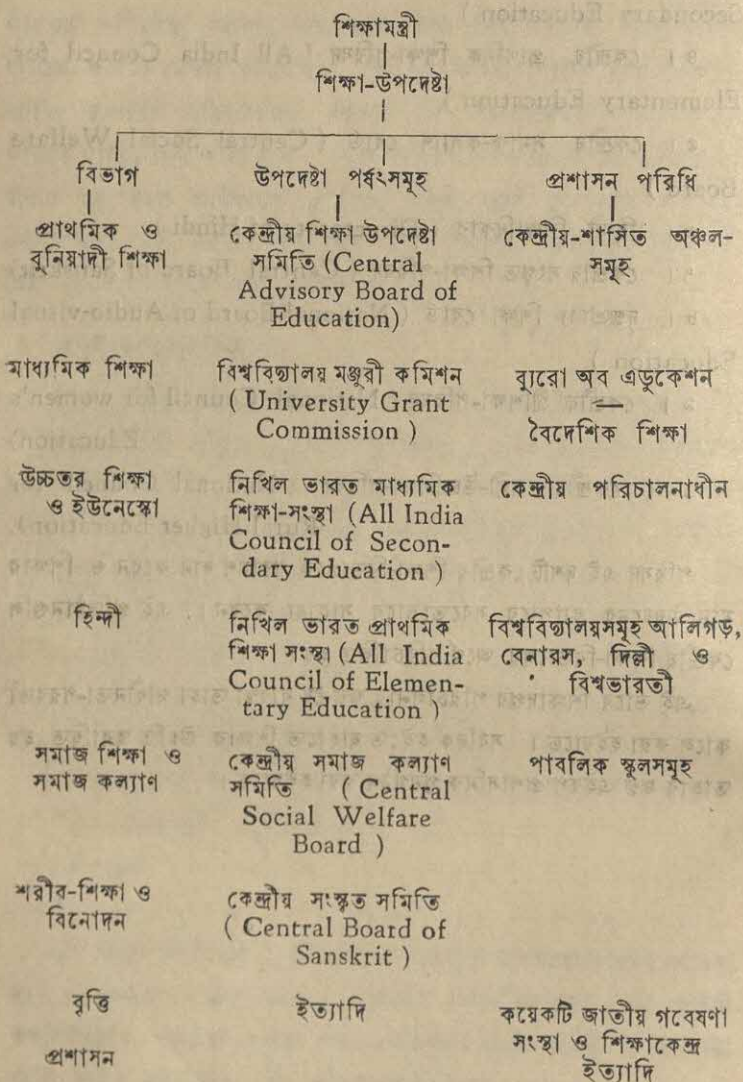 শিক্ষামন্ত্রী
শিক্ষা-উপদেষ্টা
বিভাগ
উপদেষ্টা পর্ষৎসমূহ
প্রশাসন পরিধি
প্রাথমিক ও
বুনিয়াদী শিক্ষা
কেন্দ্রীয় শিক্ষা উপদেষ্টা
সমিতি (Central
Advisory Board of
Education)
কেন্দ্রীয়-শাসিত অঞ্চল-
সমূহ
মাধ্যমিক শিক্ষা
বিশ্ববিদ্যালয় মঞ্জুরী কমিশন
( University Grant
Commission )
ব্যুরো অব এডুকেশন
—
বৈদেশিক শিক্ষা
উচ্চতর শিক্ষা
ও ইউনেস্কো
নিখিল ভারত মাধ্যমিক
শিক্ষা-সংস্থা (All India
Council of Secon-
dary Education )
কেন্দ্রীয় পরিচালনাধীন
হিন্দী
নিখিল ভারত প্রাথমিক
শিক্ষা সংস্থা (All India
Council of Elemen-
tary Education )
বিশ্ববিদ্যালয়সমূহ আলিগড়,
বেনারস, দিল্লী ও
বিশ্বভারতী
সমাজ শিক্ষা ও
সমাজ কল্যাণ
কেন্দ্রীয় সমাজ কল্যাণ
সমিতি ( Central
Social Welfare
Board )
পাবলিক স্কুলসমূহ
শরীর-শিক্ষা ও
বিনোদন
কেন্দ্রীয় সংস্কৃত সমিতি
( Central Board of
Sanskrit )
বৃত্তি
ইত্যাদি
কয়েকটি জাতীয় গবেষণা
সংস্থা ও শিক্ষাকেন্দ্র
ইত্যাদি
প্রশাসন